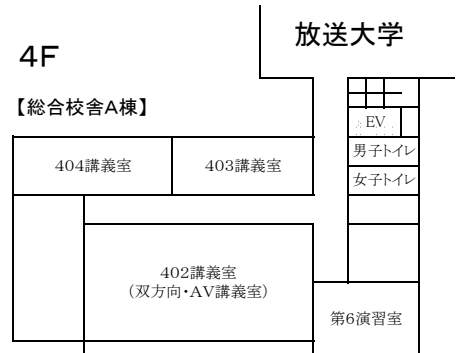 放送大学
4F
【総合校舎A棟】
EV
男子トイレ
女子トイレ
404講義室
403講義室
402講義室
（双方向・AV講義室）
第6演習室